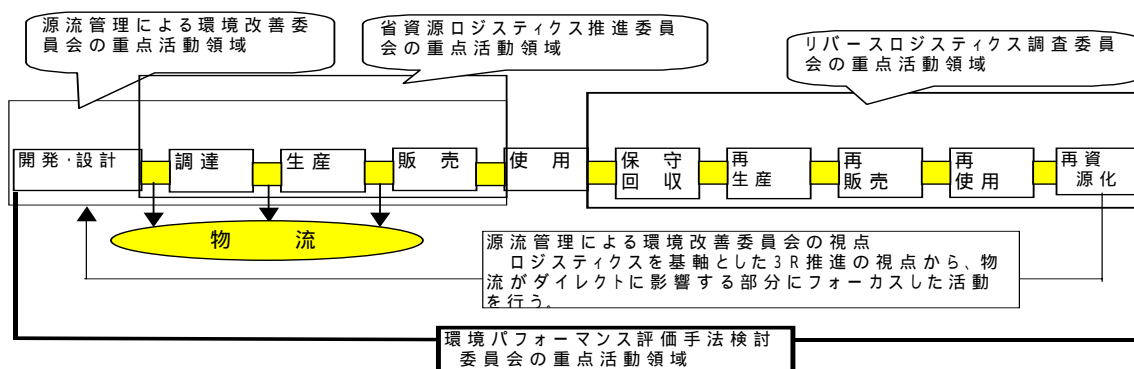 源流管理による環境改善委
員会の重点活動領域
省資源ロジスティクス推進委員
会の重点活動領域
リバースロジスティクス調査委員
会の重点活動領域
開発・設計
調達
生産
販売
使用
保守
回収
再
生産
再
販売
再
使用
再資
源化
物流
源流管理による環境改善委員会の視点
ロジスティクスを基軸とした3R推進の視点から、物
流がダイレクトに影響する部分にフォーカスした活動
を行う。
環境パフォーマンス評価手法検討
委員会の重点活動領域